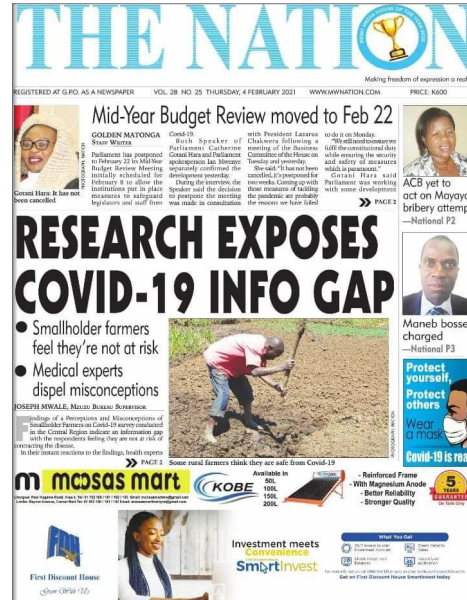 THE NATION
Making freedom of expression a real
REGISTERED AT G.P.O. AS A NEWSPAPER VOL. 28 NO. 25 THURSDAY, 4 FEBRUARY 2021 WWW.MWNATION.COM PRICE: K600
Gotani Hara: It has not
been cancelled
Mid-Year Budget Review moved to Feb 22
GOLDEN MATONGA
STAFF WRITER
Parliament has postponed
to February 22 its Mid-Year
Budget Review Meeting
initially scheduled for
February 8 to allow the
institutions put in place
measures to safeguard
legislators and staff from
Covid-19.
Both Speaker of
Parliament Catherine
Gotani Hara and Parliament
spokesperson Ian Mwenye
separately confirmed the
development yesterday.
During the interview, the
Speaker said the decision
to postpone the meeting
was made in consultation
with President Lazarus
Chakwera following a
meeting of the Business
Committee of the House on
Tuesday and yesterday.
She said: "It has not been
cancelled, it's postponed for
two weeks. Coming up with
those measures of tackling
the pandemic are probably
the reasons we have failed
to do it on Monday.
"We still need to ensure we
fulfil the constitutional duty
while ensuring the security
and safety of measures
which is paramount."
Gotani Hara said
Parliament was working
with some development
PAGE 2
ACB yet to
act on Mayaya
bribery attemp
—National P2
Maneb bosse
charged
—National P3
RESEARCH EXPOSES
COVID-19 INFO GAP
Smallholder farmers
feel they're not at risk
Medical experts
dispel misconceptions
JOSEPH MWALE, MZUZU BUREAU SUPERVISOR
Findings of a Perceptions and Misconceptions of
Smallholder Farmers on Covid-19 survey conducted
in the Central Region indicate an information gap
with the respondents feeling they are not at risk of
contracting the disease.
In their instant reactions to the findings, health experts
PAGE 2
Some rural farmers think they are safe from Covid-19
Protect
yourself,
Protect
others
Wear
a mask
Covid-19 is rea
m mcosas mart
KOBE
Available in
50L
100L
150L
200L
- Reinforced Frame
- With Magnesium Anode
- Better Reliability
- Stronger Quality
5
YEARS
GUARANTEE
On Tank Only
FDH
First Discount House
Grow With Us
Investment meets
Convenience
SmartInvest
What You Get
Get on First Discount House Smartinvest today